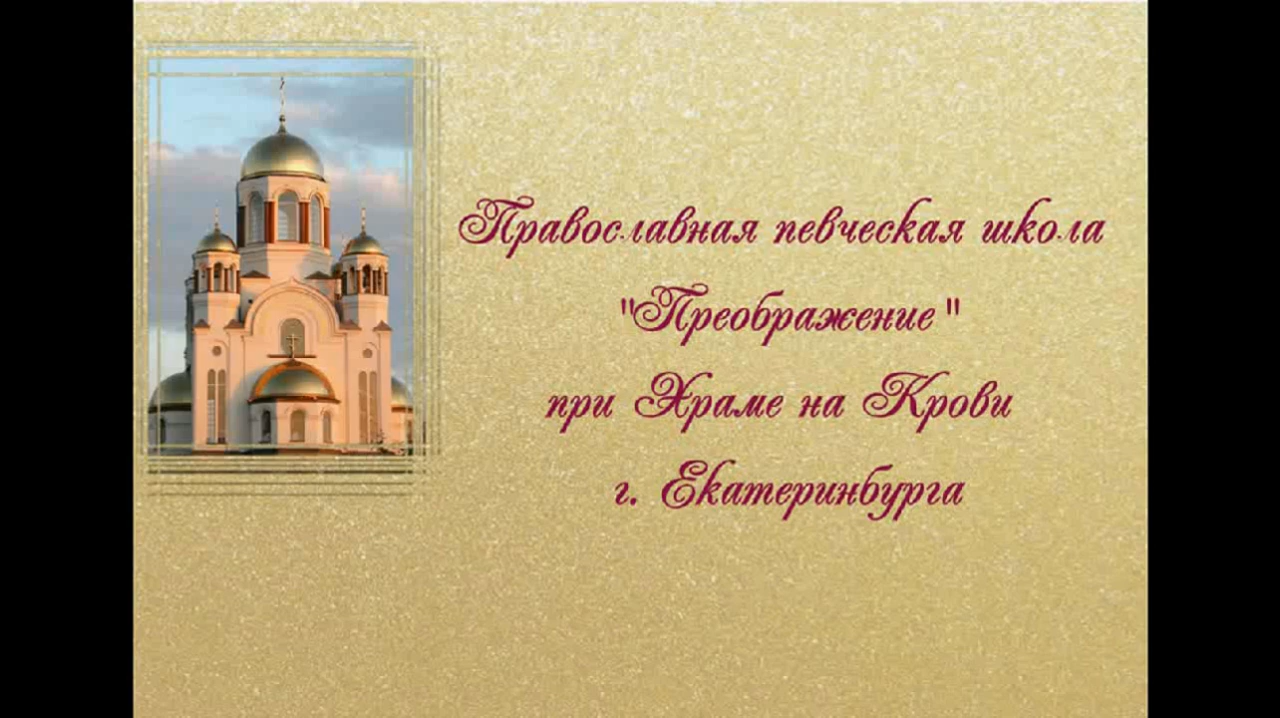 Православная певческая школа
"Преображение"
при Храме на Крови
г. Екатеринбурга